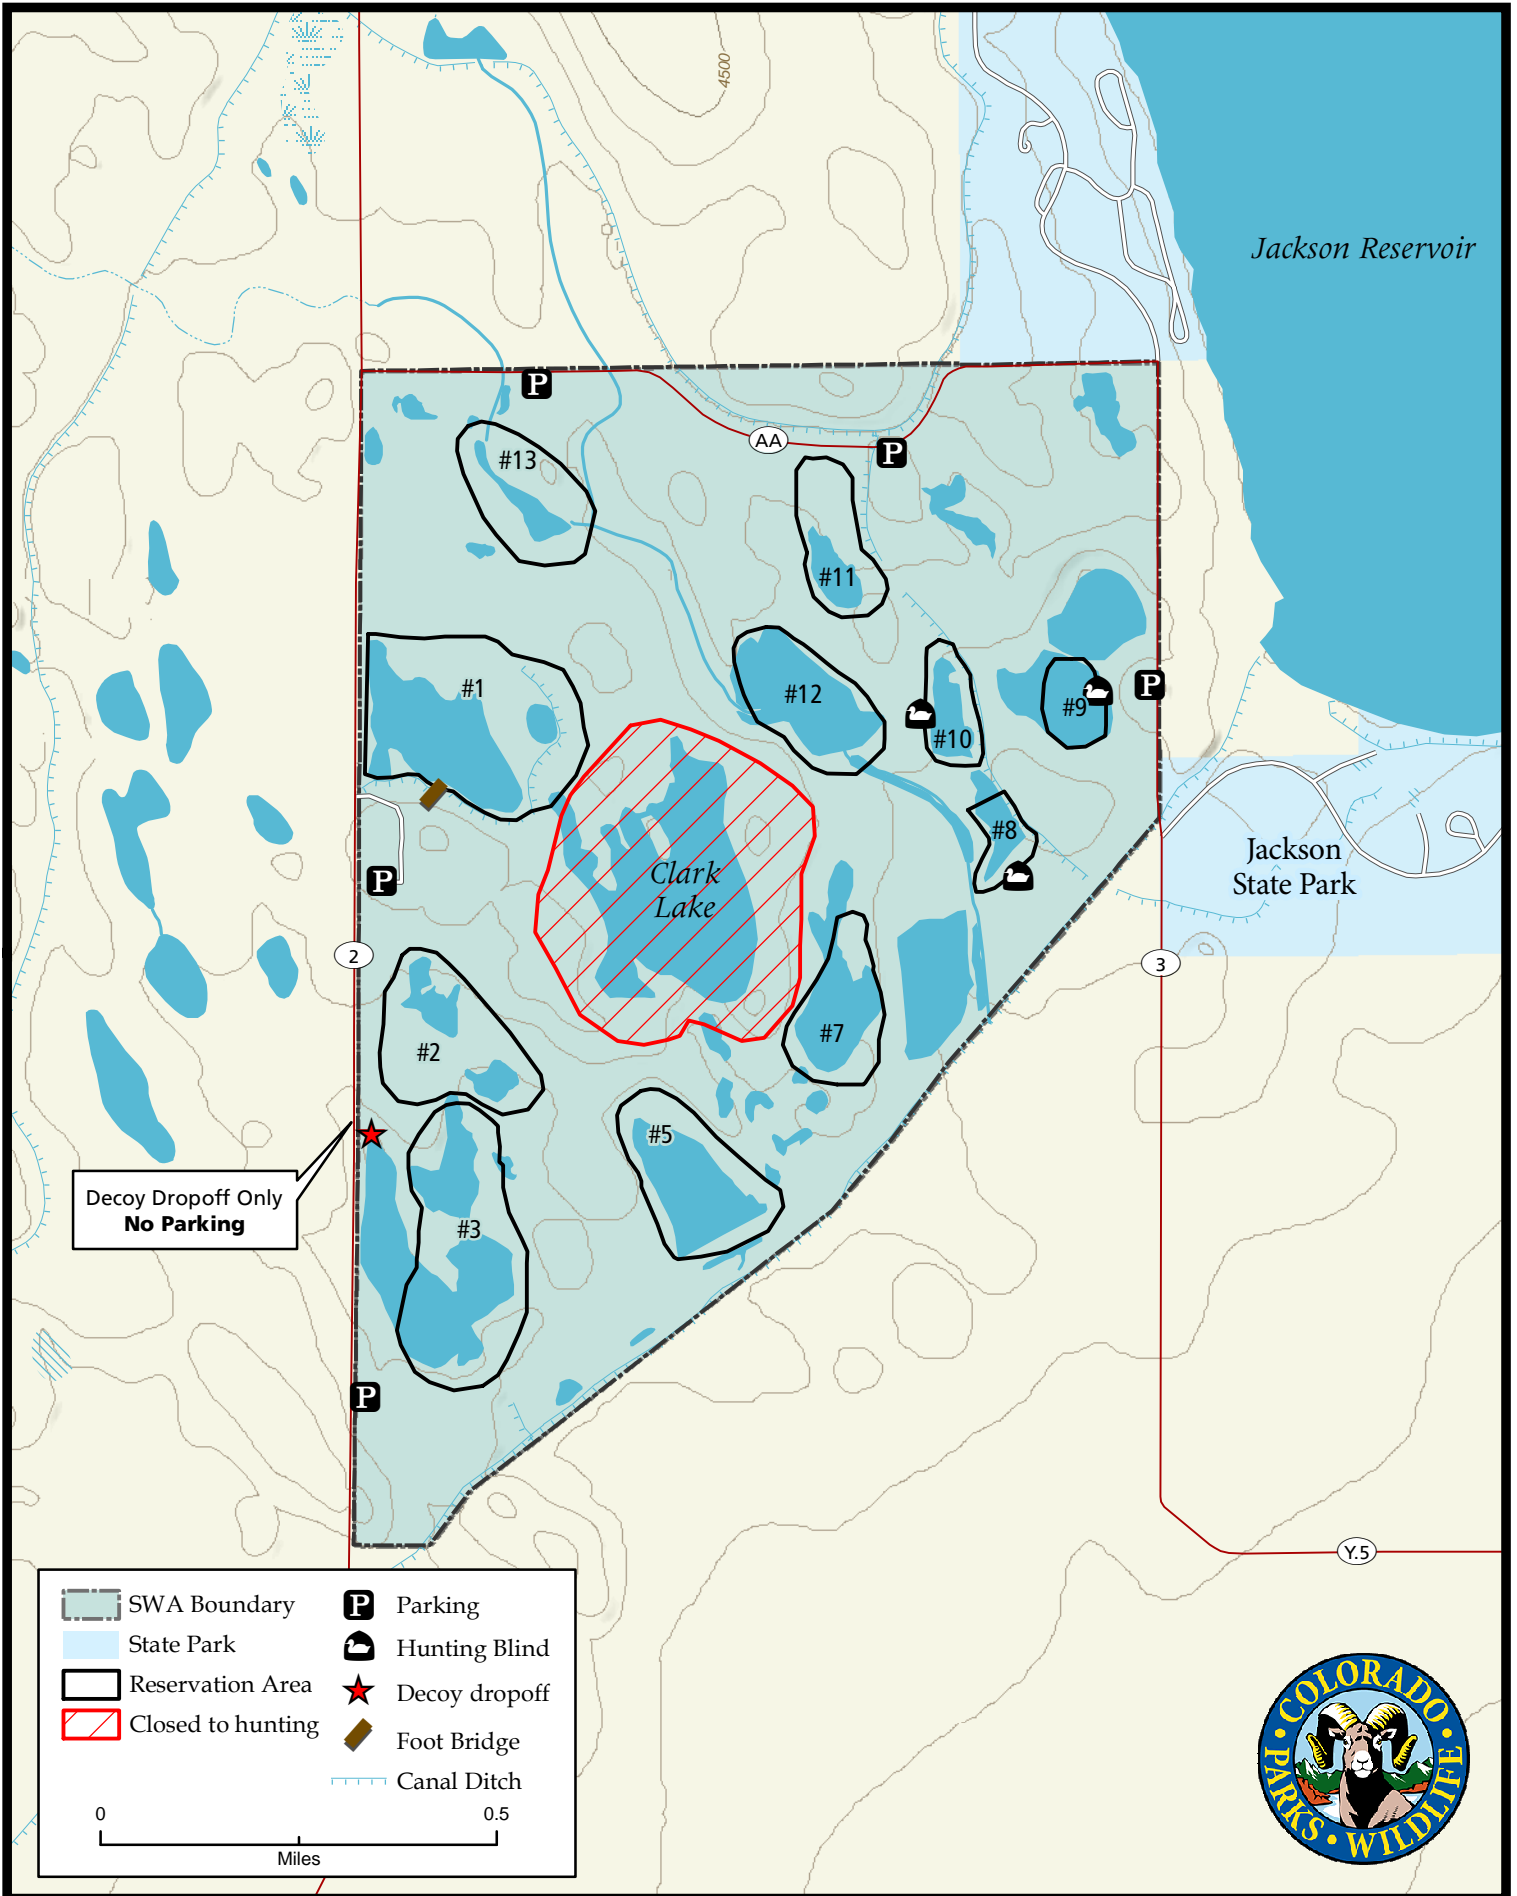 4500
Jackson Reservoir
P
AA
P
#13
#11
#1
#12
#9
P
#10
#8
Clark
Lake
Jackson
State Park
P
2
3
#7
#2
#5
Decoy Dropoff Only
No Parking
#3
P
Y.5
SWA Boundary
State Park
Reservation Area
Closed to hunting
P Parking
Hunting Blind
Decoy dropoff
Foot Bridge
Canal Ditch
0 0.5
Miles
COLORADO
PARKS • WILDLIFE